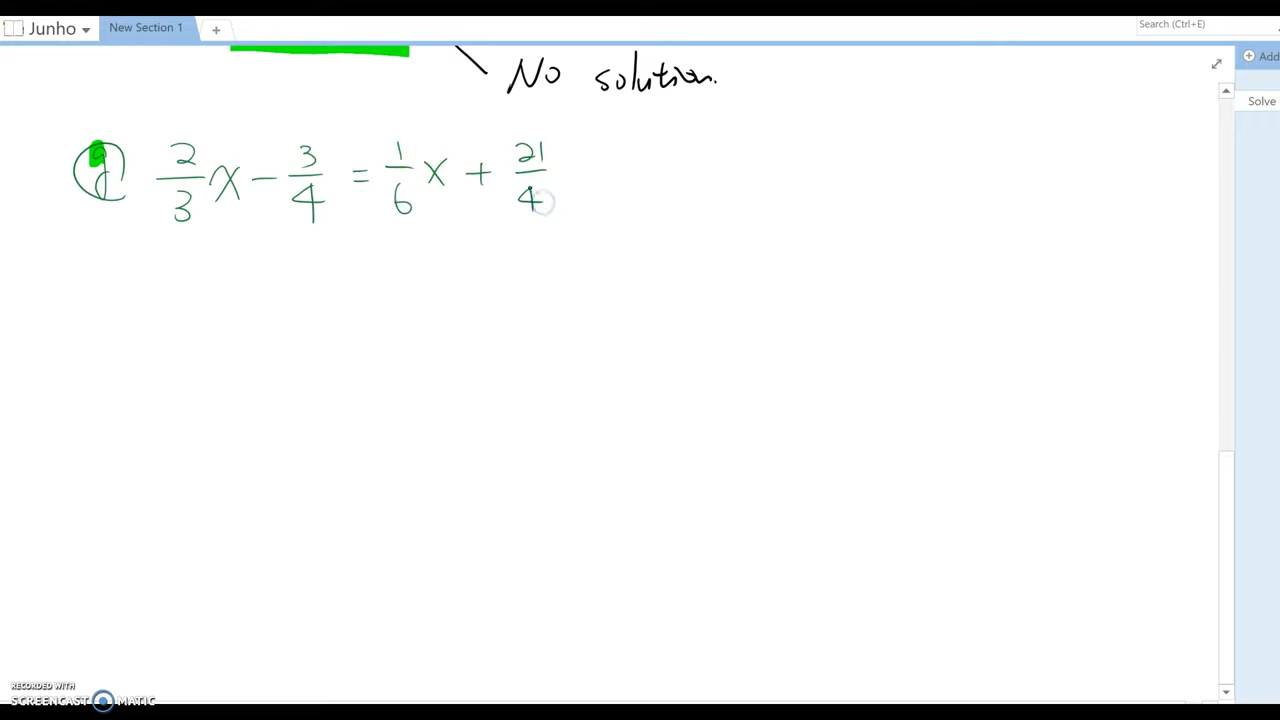 Junho
New Section 1
+
Search (Ctrl+E)
Add
No solution.
Solve
2/3 x - 3/4 = 1/6 x + 21/4
RECORDED WITH
SCREENCAST MATIC